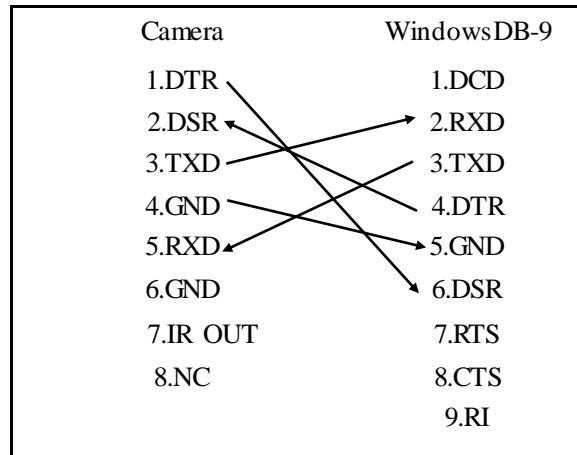 Camera WindowsDB-9
1.DTR 1.DCD
2.DSR 2.RXD
3.TXD 3.TXD
4.GND 4.DTR
5.RXD 5.GND
6.GND 6.DSR
7.IR OUT 7.RTS
8.NC 8.CTS
9.RI